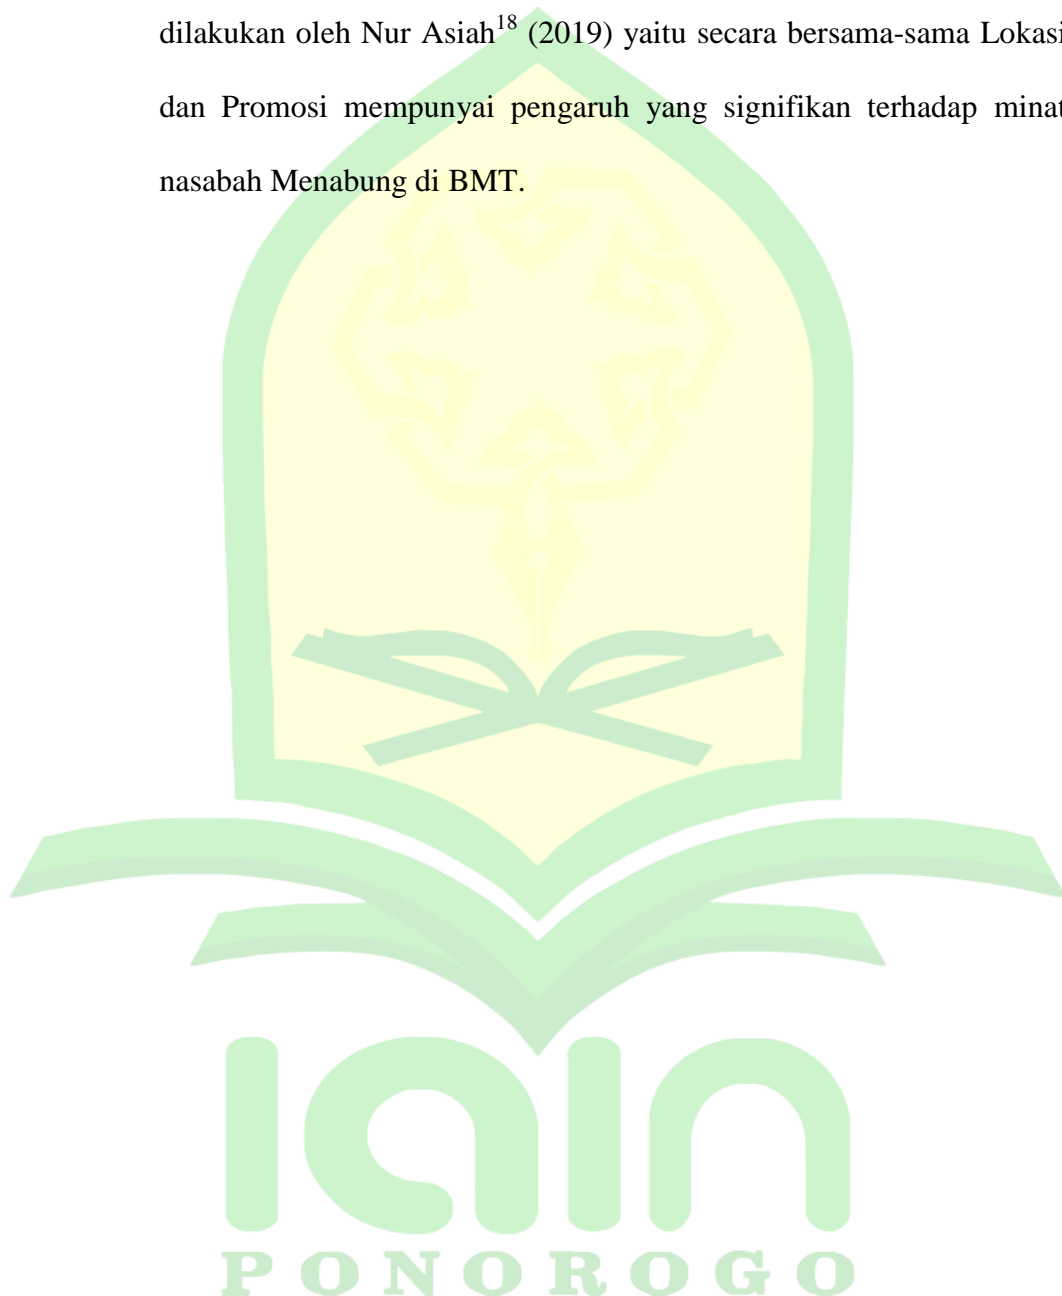 dilakukan oleh Nur Asiah18 (2019) yaitu secara bersama-sama Lokasi
dan Promosi mempunyai pengaruh yang signifikan terhadap minat
nasabah Menabung di BMT.
iain
PONOROGO